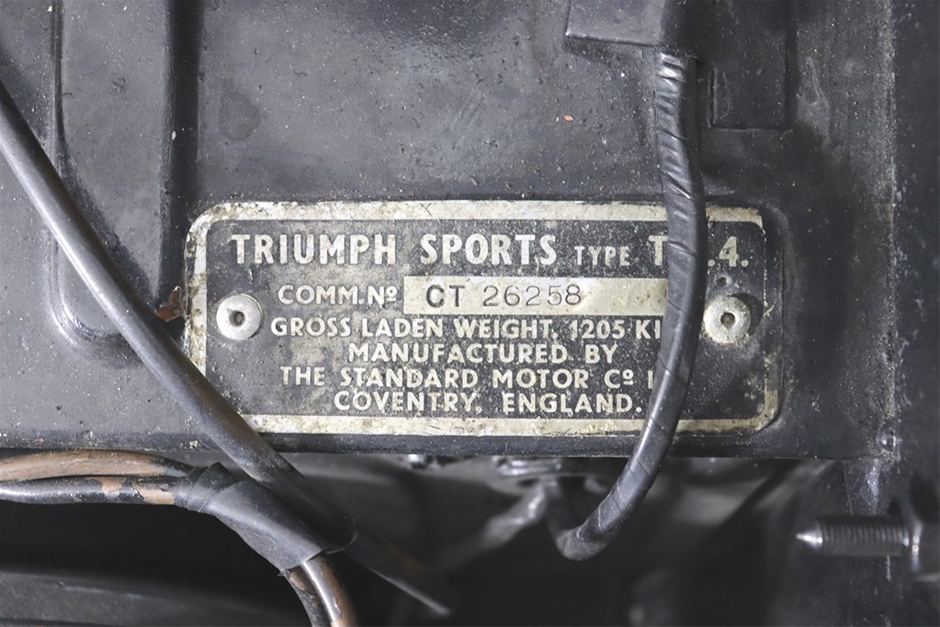 TRIUMPH SPORTS TYPE T .4.
COMM. Nº CT 26258
GROSS LADEN WEIGHT. 1205
MANUFACTURED BY
THE STANDARD MOTOR Cº
COVENTRY, ENGLAND.